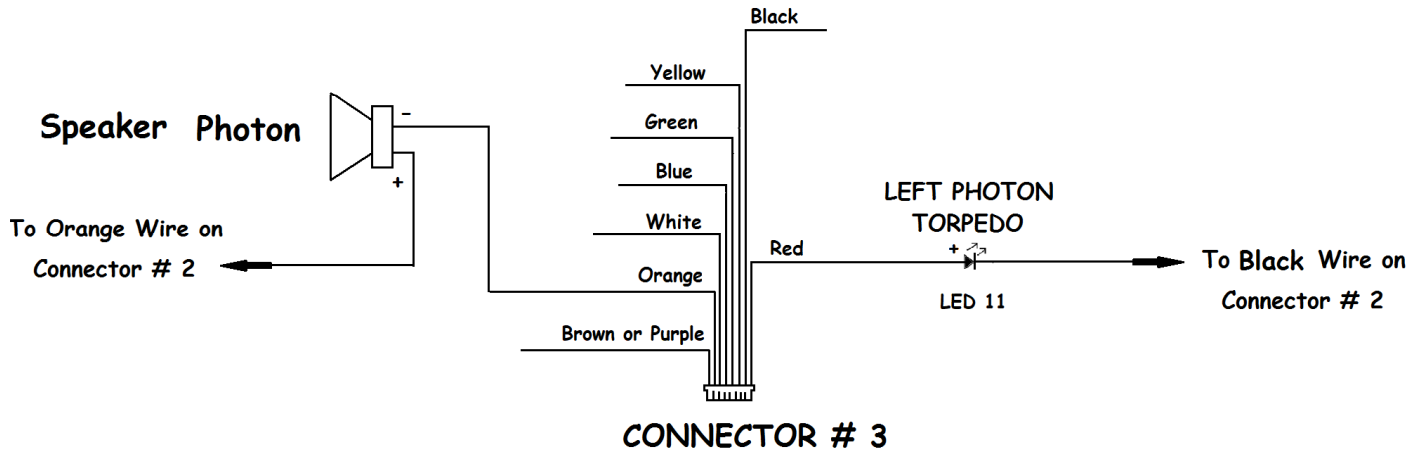 Black
Yellow
Speaker Photon
-
Green
Blue
+
LEFT PHOTON
TORPEDO
To Orange Wire on
Connector # 2
White
Red
+
To Black Wire on
Connector # 2
Orange
LED 11
Brown or Purple
CONNECTOR # 3